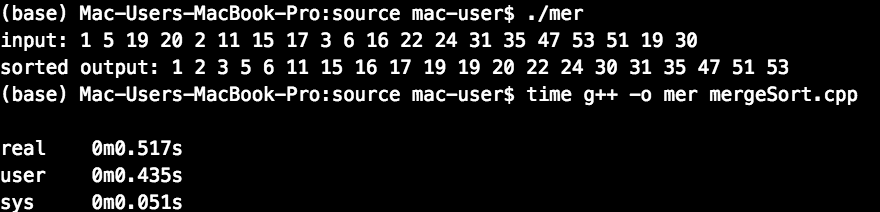 (base) Mac-Users-MacBook-Pro:source mac-user$ ./mer
input: 1 5 19 20 2 11 15 17 3 6 16 22 24 31 35 47 53 51 19 30
sorted output: 1 2 3 5 6 11 15 16 17 19 19 20 22 24 30 31 35 47 51 53
(base) Mac-Users-MacBook-Pro:source mac-user$ time g++ -o mer mergeSort.cpp
real 0m0.517s
user 0m0.435s
sys 0m0.051s